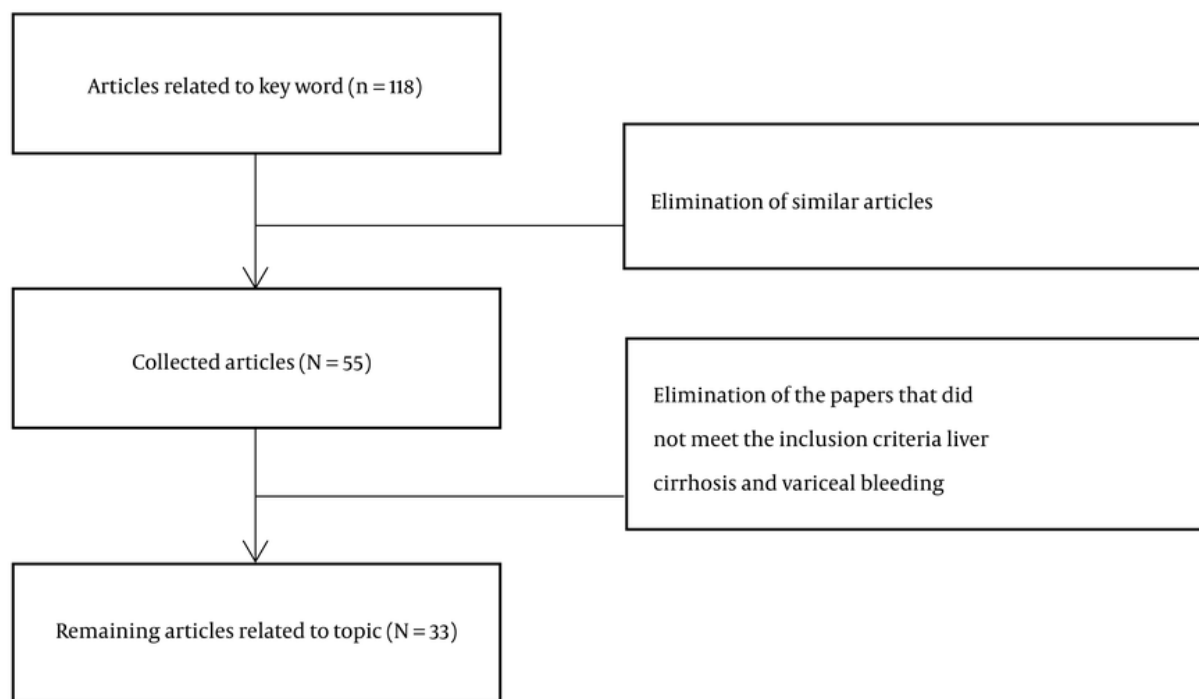 Articles related to key word (n = 118)
Elimination of similar articles
Collected articles (N = 55)
Elimination of the papers that did
not meet the inclusion criteria liver
cirrhosis and variceal bleeding
Remaining articles related to topic (N = 33)